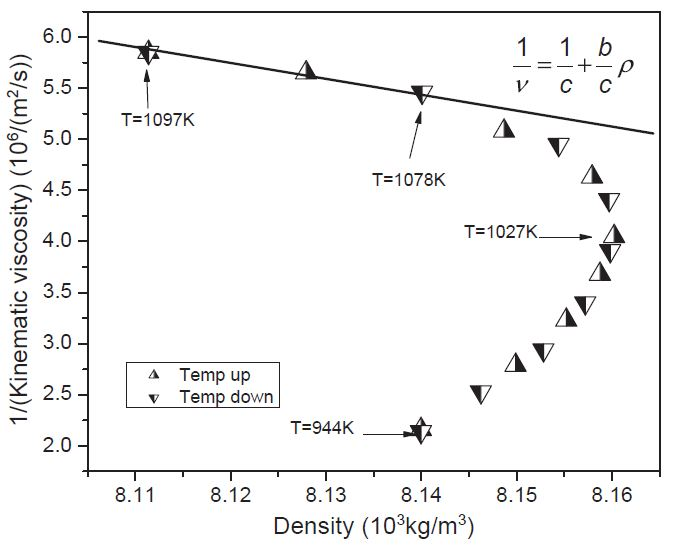 1/(Kinematic viscosity) (10⁶/(m²/s))
6.0
5.5
5.0
4.5
4.0
3.5
3.0
2.5
2.0
1/ν = 1/c + b/c ρ
T=1097K
T=1078K
T=1027K
T=944K
Temp up
Temp down
8.11 8.12 8.13 8.14 8.15 8.16
Density (10³kg/m³)